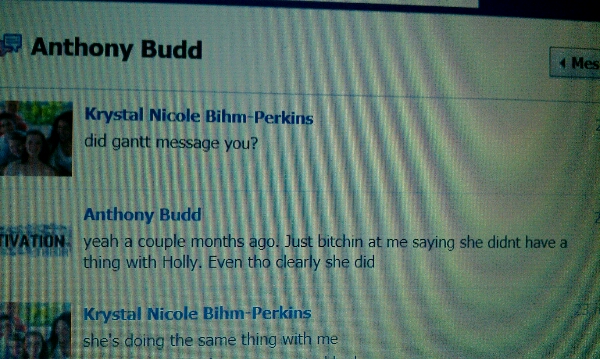 Anthony Budd
Mes
Krystal Nicole Bihm-Perkins
did gantt message you?
Anthony Budd
TIVATION
yeah a couple months ago. Just bitchin at me saying she didnt have a
thing with Holly. Even tho clearly she did
Krystal Nicole Bihm-Perkins
she's doing the same thing with me